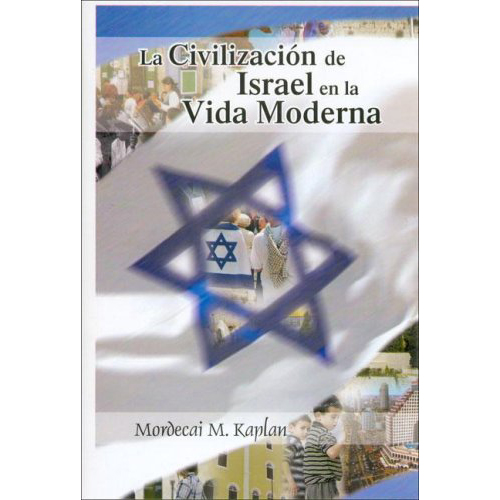 La Civilización de
Israel en la
Vida Moderna
Mordecai M. Kaplan